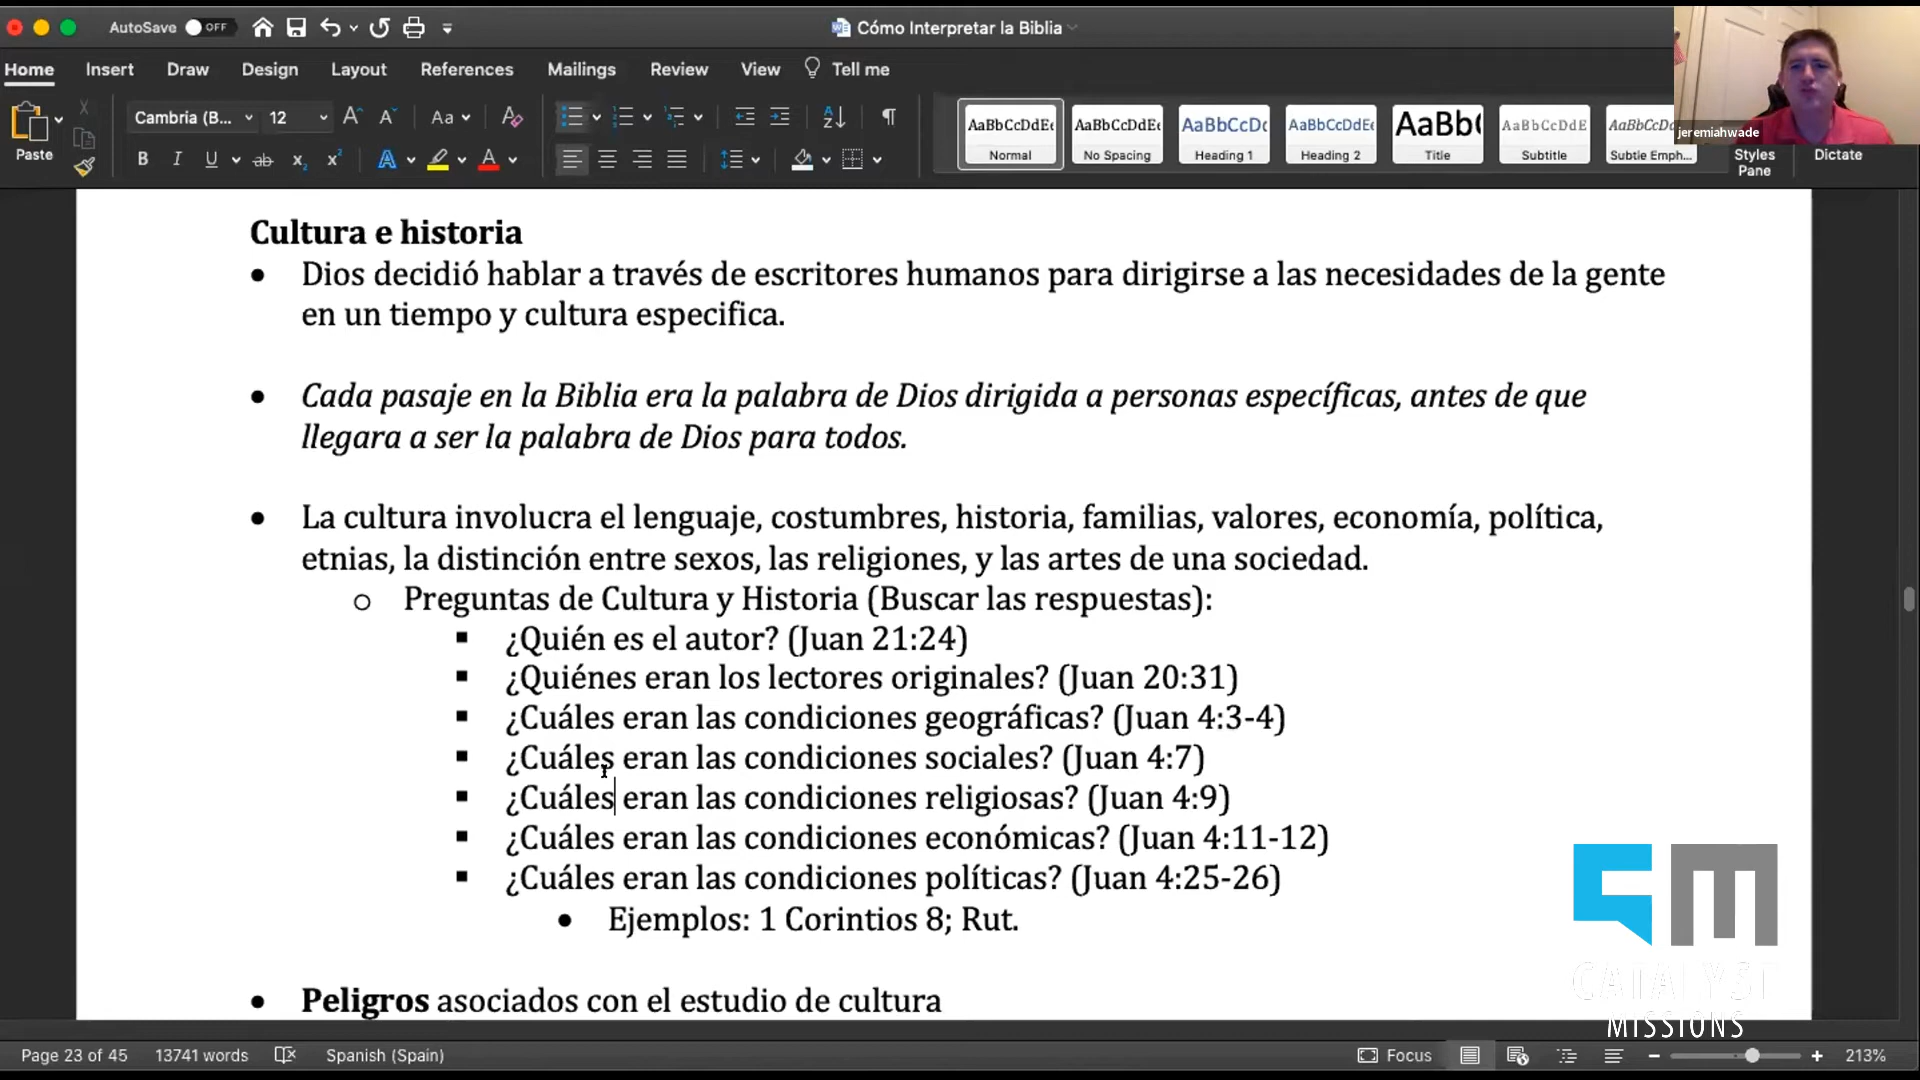 AutoSave OFF
Cómo Interpretar la Biblia
Home Insert Draw Design Layout References Mailings Review View Tell me
jeremiahwade
Paste
Cambria (B... 12
AaBbCcDdEe AaBbCcDdEe AaBbCcDc AaBbCcDdEe AaBb( AaBbCcDdE AaBbCcDc
Normal No Spacing Heading 1 Heading 2 Title Subtitle Subtle Emph...
Styles Pane
Dictate
Cultura e historia
• Dios decidió hablar a través de escritores humanos para dirigirse a las necesidades de la gente
en un tiempo y cultura especifica.
• Cada pasaje en la Biblia era la palabra de Dios dirigida a personas específicas, antes de que
llegara a ser la palabra de Dios para todos.
• La cultura involucra el lenguaje, costumbres, historia, familias, valores, economía, política,
etnias, la distinción entre sexos, las religiones, y las artes de una sociedad.
o Preguntas de Cultura y Historia (Buscar las respuestas):
▪ ¿Quién es el autor? (Juan 21:24)
▪ ¿Quiénes eran los lectores originales? (Juan 20:31)
▪ ¿Cuáles eran las condiciones geográficas? (Juan 4:3-4)
▪ ¿Cuáles eran las condiciones sociales? (Juan 4:7)
▪ ¿Cuáles eran las condiciones religiosas? (Juan 4:9)
▪ ¿Cuáles eran las condiciones económicas? (Juan 4:11-12)
▪ ¿Cuáles eran las condiciones políticas? (Juan 4:25-26)
• Ejemplos: 1 Corintios 8; Rut.
• Peligros asociados con el estudio de cultura
CATALYST
MISSIONS
Page 23 of 45 13741 words Spanish (Spain) Focus 213%